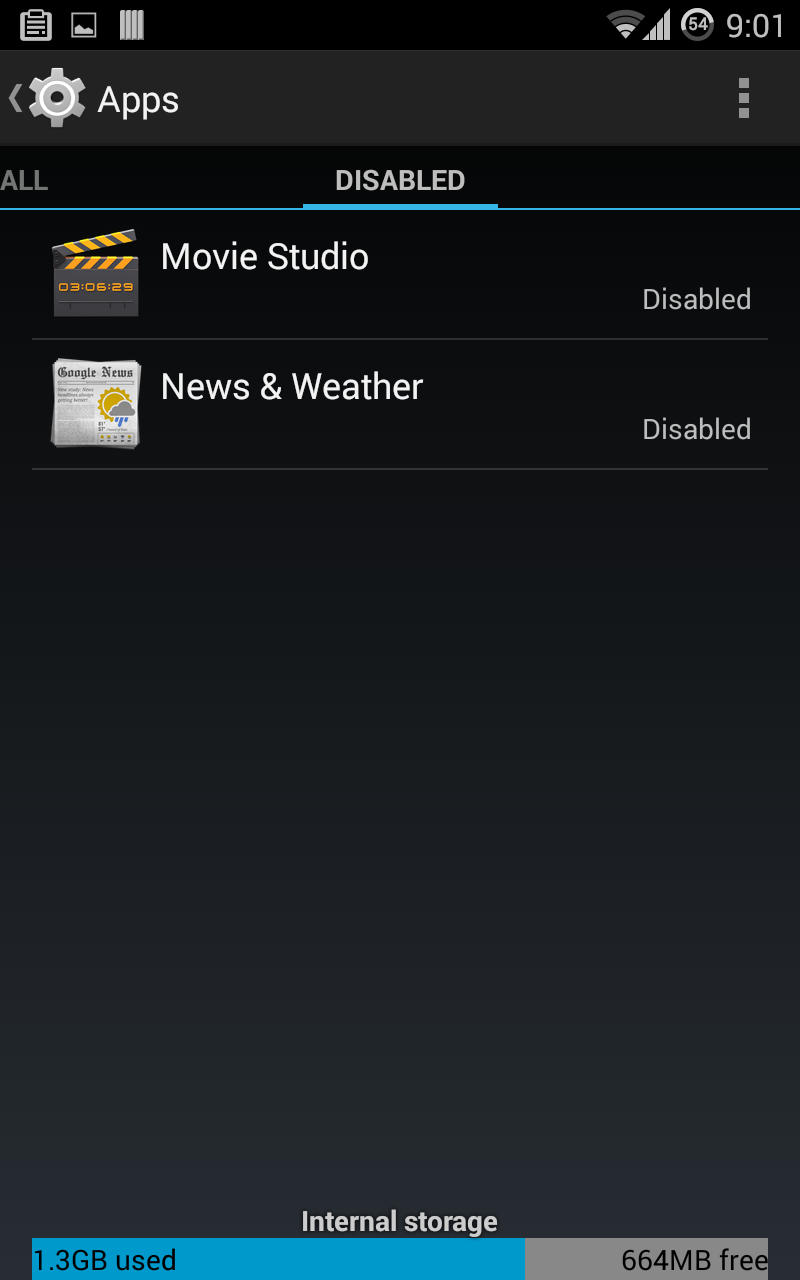 54 9:01
Apps
ALL DISABLED
03:06:29
Movie Studio
Disabled
Google News
News & Weather
Disabled
Internal storage
1.3GB used 664MB free